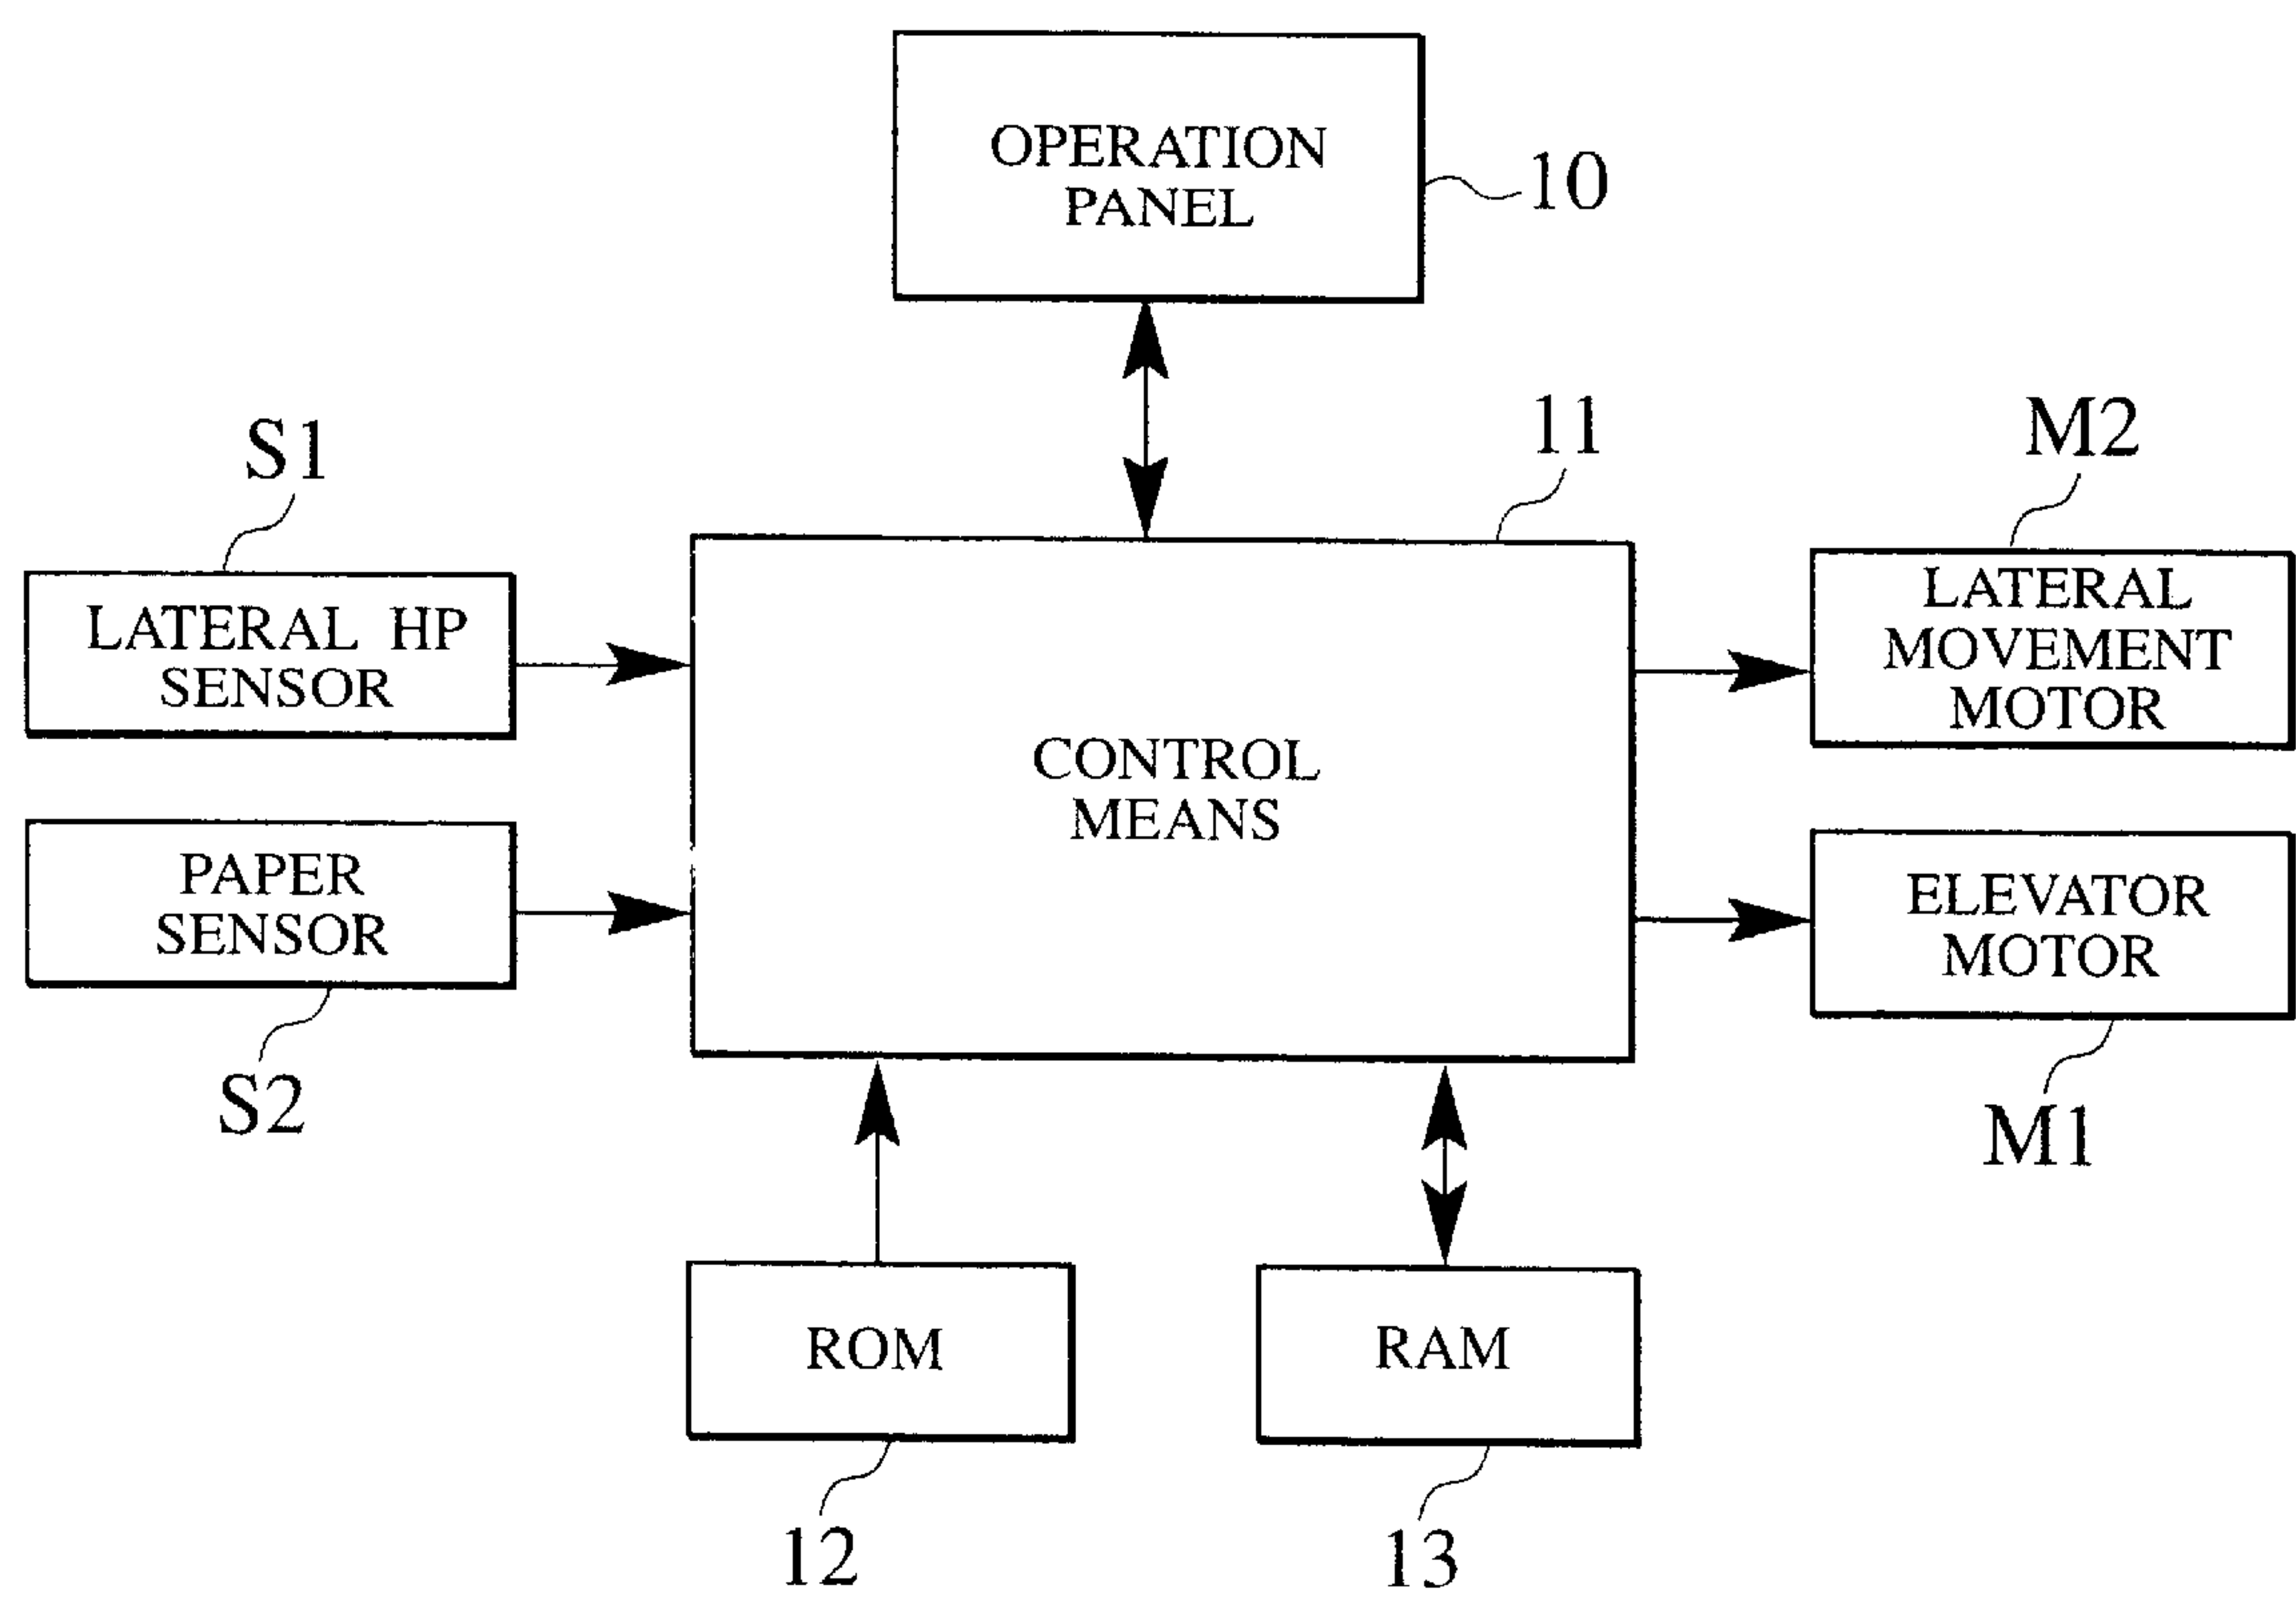 OPERATION
PANEL
10
11
S1
M2
LATERAL HP
SENSOR
LATERAL
MOVEMENT
MOTOR
CONTROL
MEANS
PAPER
SENSOR
ELEVATOR
MOTOR
S2
M1
ROM
RAM
12
13